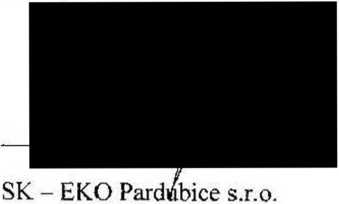 SK – EKO Pardubice s.r.o.